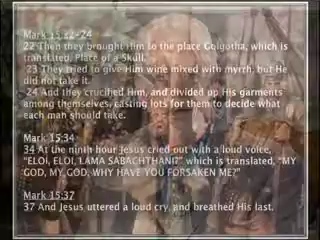 Mark 15:22-24
22 Then they brought Him to the place Golgotha, which is
translated, Place of a Skull.
23 They tried to give Him wine mixed with myrrh, but He
did not take it.
24 And they crucified Him, and divided up His garments
among themselves, casting lots for them to decide what
each man should take.
Mark 15:34
34 At the ninth hour Jesus cried out with a loud voice,
"ELOI, ELOI, LAMA SABACHTHANI?" which is translated, "MY
GOD, MY GOD, WHY HAVE YOU FORSAKEN ME?"
Mark 15:37
37 And Jesus uttered a loud cry, and breathed His last.